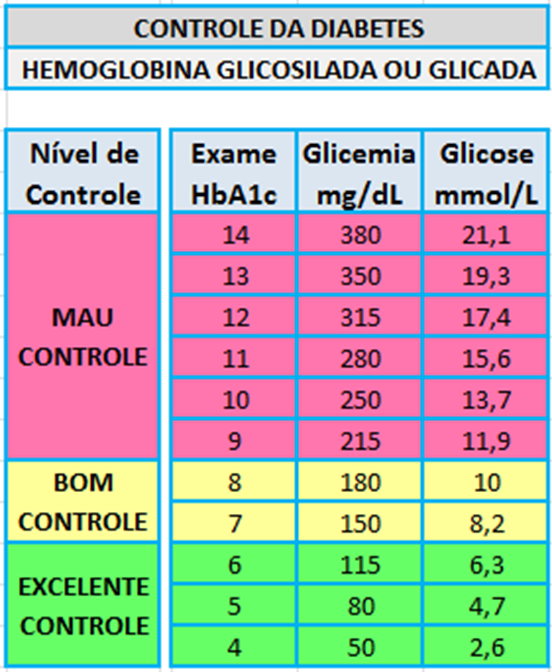 CONTROLE DA DIABETES
HEMOGLOBINA GLICOSILADA OU GLICADA
Nível de Controle Exame HbA1c Glicemia mg/dL Glicose mmol/L
MAU CONTROLE
14 380 21,1
13 350 19,3
12 315 17,4
11 280 15,6
10 250 13,7
9 215 11,9
BOM CONTROLE
8 180 10
7 150 8,2
EXCELENTE CONTROLE
6 115 6,3
5 80 4,7
4 50 2,6